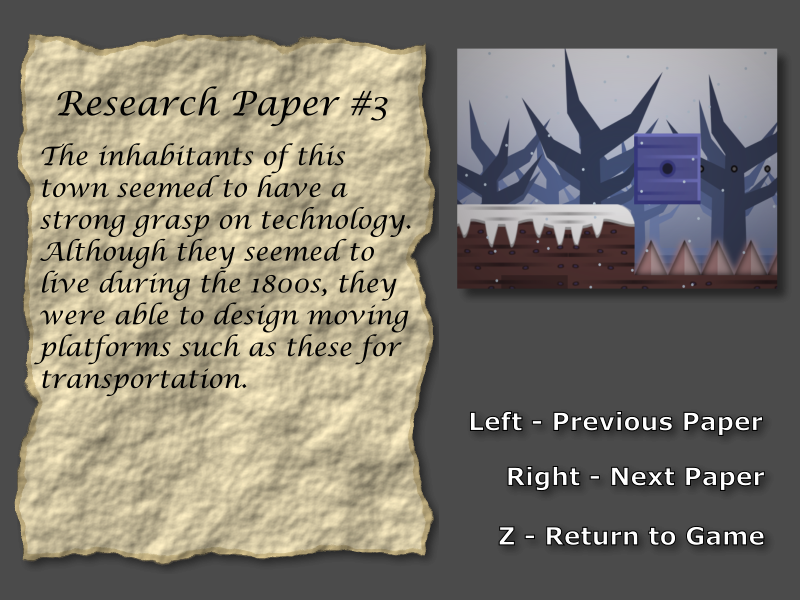 Research Paper #3
The inhabitants of this
town seemed to have a
strong grasp on technology.
Although they seemed to
live during the 1800s, they
were able to design moving
platforms such as these for
transportation.
Left - Previous Paper
Right - Next Paper
Z - Return to Game